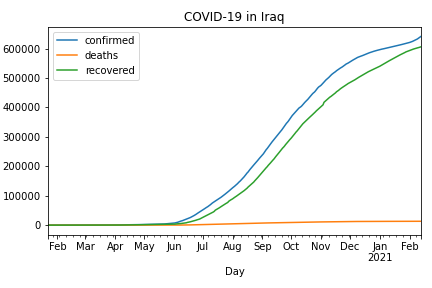 COVID-19 in Iraq
confirmed
deaths
recovered
600000
500000
400000
300000
200000
100000
0
Feb Mar Apr May Jun Jul Aug Sep Oct Nov Dec Jan Feb
2021
Day